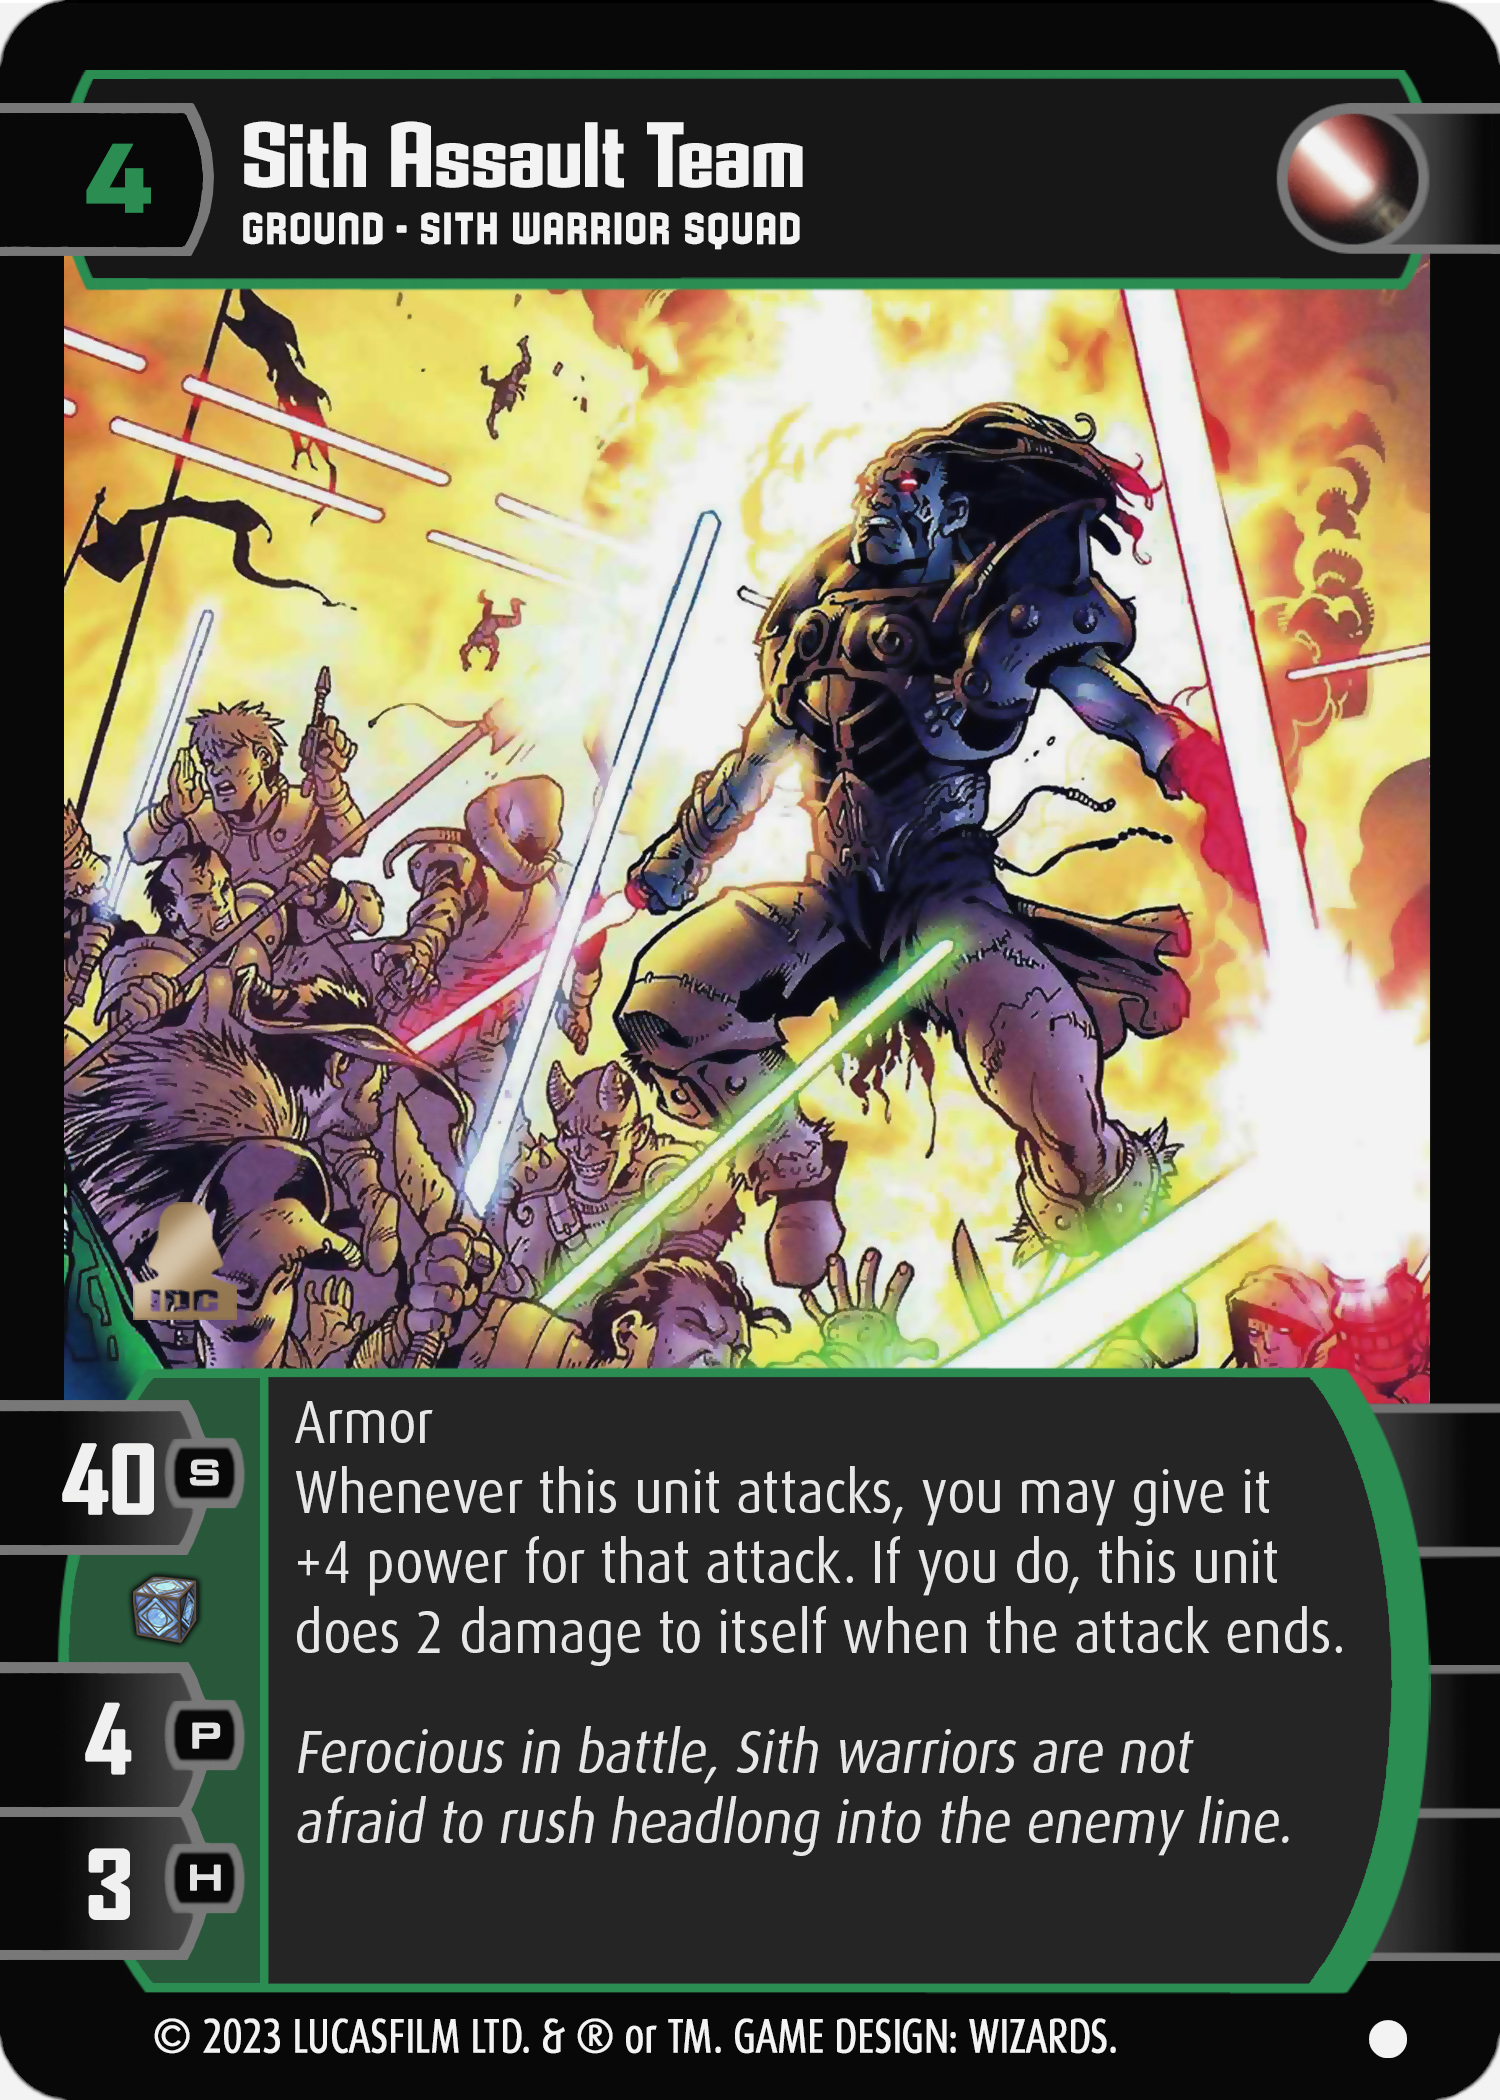 4
Sith Assault Team
GROUND - SITH WARRIOR SQUAD
IDC
40 S
4 P
3 H
Armor
Whenever this unit attacks, you may give it
+4 power for that attack. If you do, this unit
does 2 damage to itself when the attack ends.
Ferocious in battle, Sith warriors are not
afraid to rush headlong into the enemy line.
© 2023 LUCASFILM LTD. & ® or TM. GAME DESIGN: WIZARDS.